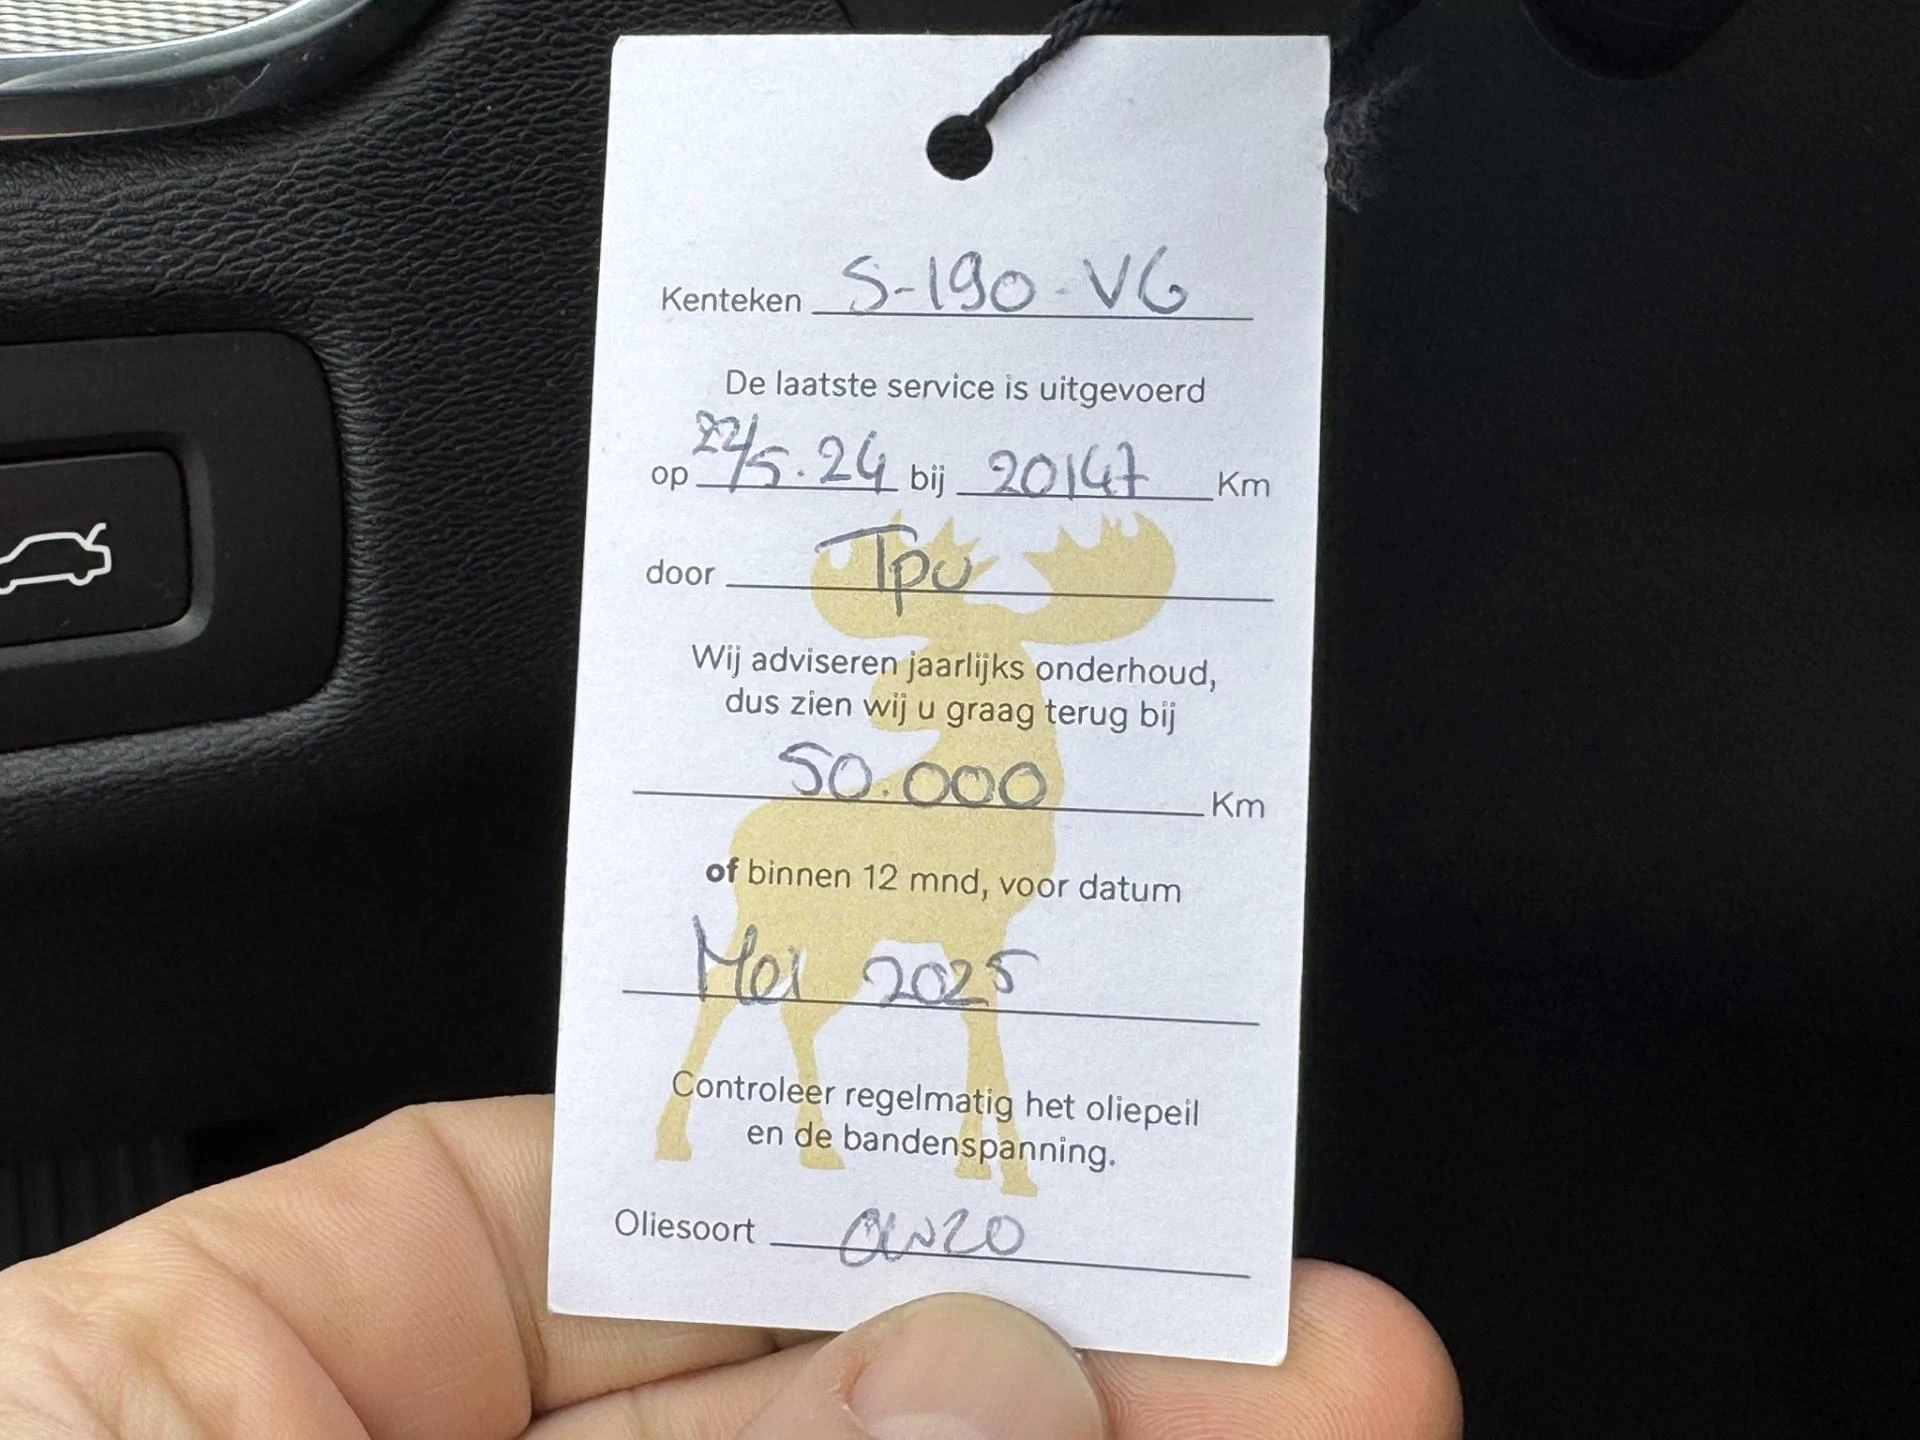 Kenteken S-190-VG
De laatste service is uitgevoerd
op 22/5.24 bij 20147 Km
door Tpu
Wij adviseren jaarlijks onderhoud,
dus zien wij u graag terug bij
50.000 Km
of binnen 12 mnd, voor datum
Mei 2025
Controleer regelmatig het oliepeil
en de bandenspanning.
Oliesoort 0w20